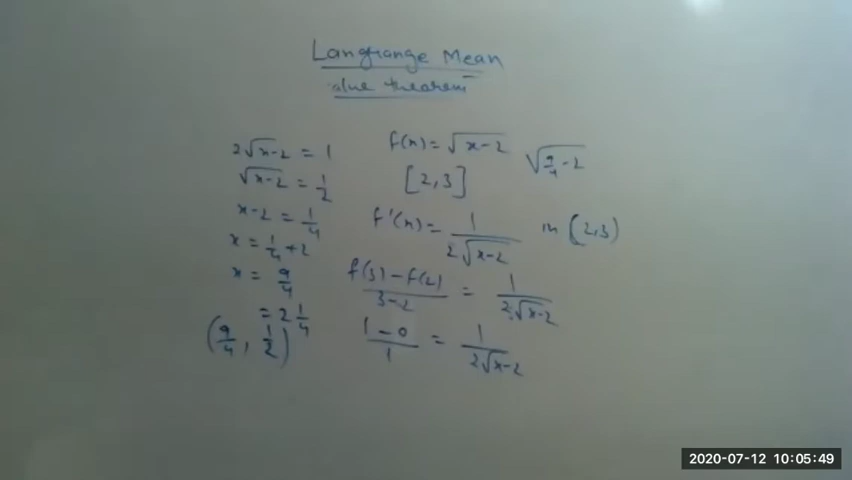 Langrange Mean
alue theorem
f(x) = √x-2
[2,3]
f'(x) = 1/2√x-2 in (2,3)
f(3)-f(2)/3-2 = 1/2√x-2
1-0/1 = 1/2√x-2
2√x-2 = 1
√x-2 = 1/2
x-2 = 1/4
x = 1/4+2
x = 9/4
= 2 1/4
(9/4, 1/2)
√9/4-2
2020-07-12 10:05:49